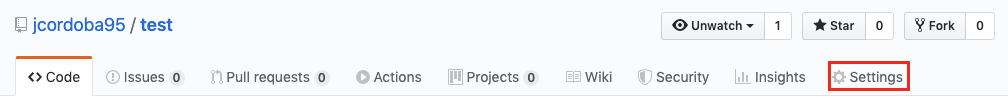 jcordoba95 / test Unwatch 1 Star 0 Fork 0
<> Code Issues 0 Pull requests 0 Actions Projects 0 Wiki Security Insights Settings